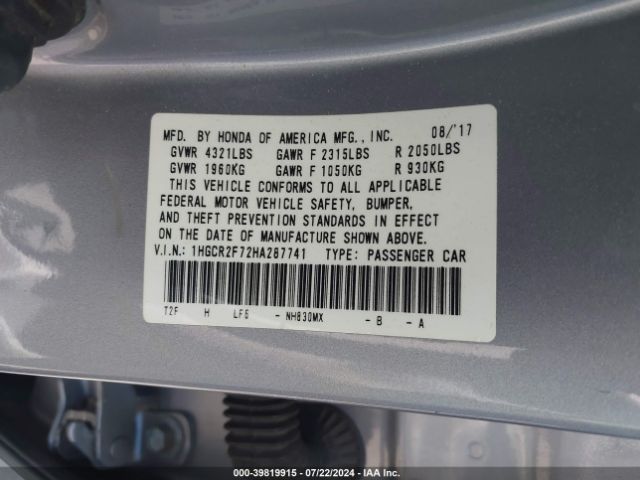 MFD. BY HONDA OF AMERICA MFG., INC. 08/'17
GVWR 4321LBS GAWR F 2315LBS R 2050LBS
GVWR 1960KG GAWR F 1050KG R 930KG
THIS VEHICLE CONFORMS TO ALL APPLICABLE
FEDERAL MOTOR VEHICLE SAFETY, BUMPER,
AND THEFT PREVENTION STANDARDS IN EFFECT
ON THE DATE OF MANUFACTURE SHOWN ABOVE.
V.I.N.: 1HGCR2F72HA287741 TYPE: PASSENGER CAR
T2F H LF6 - NH830MX - B - A
000-39819915 - 07/22/2024 - IAA Inc.